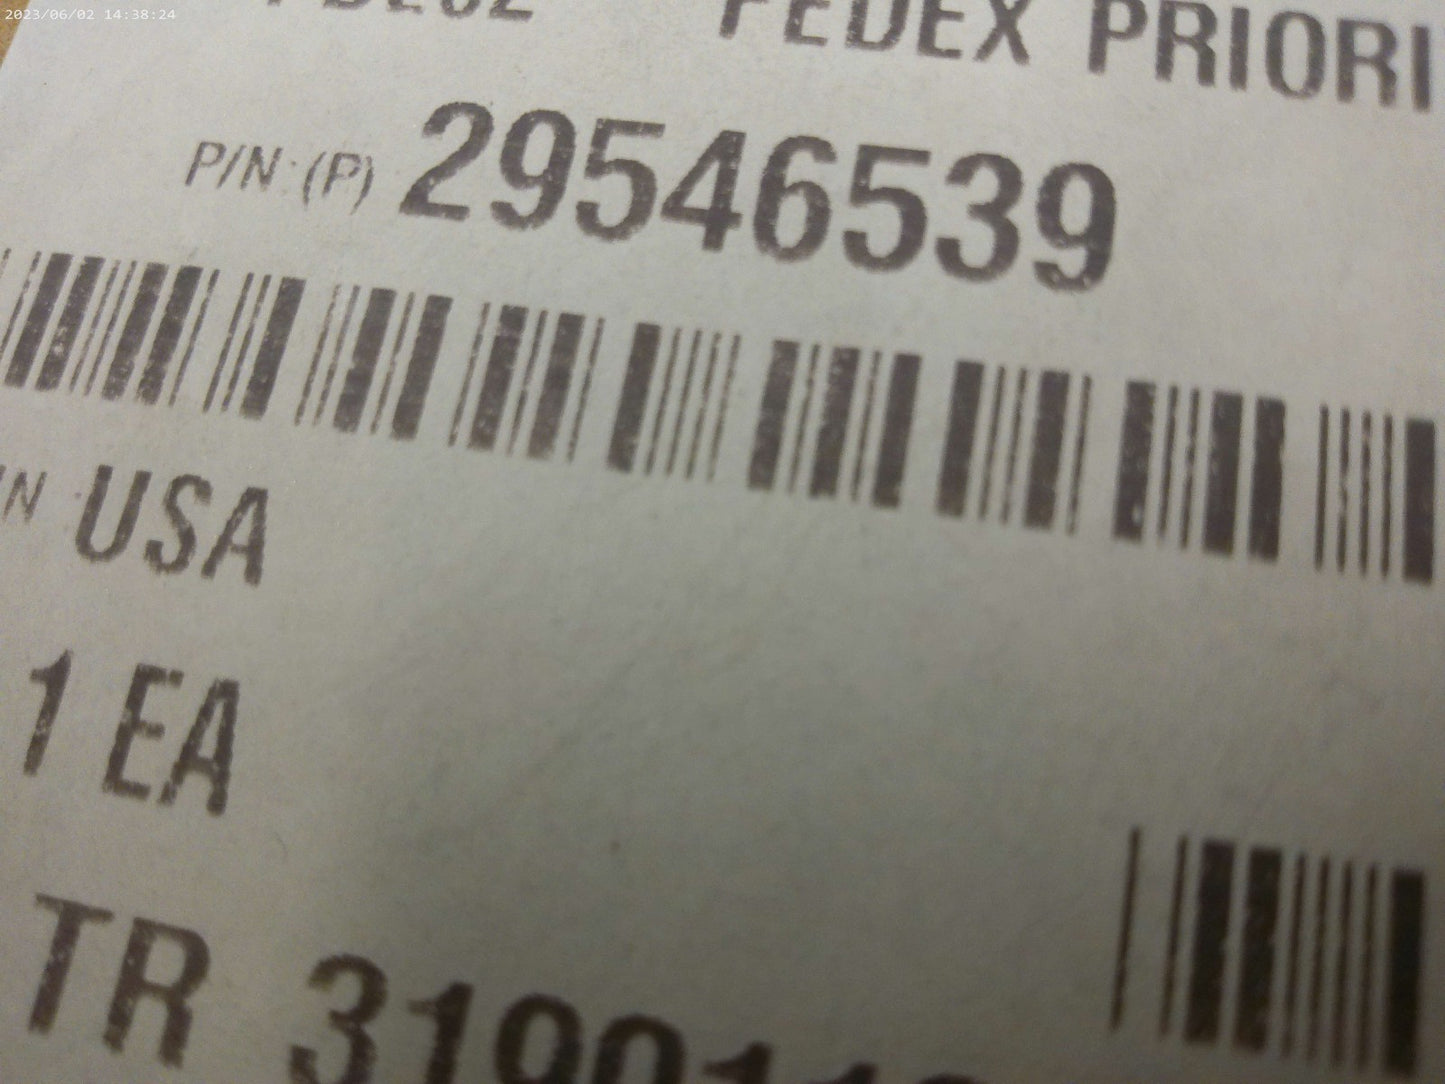 2023/06/02 14:38:24
FEDEX PRIORI
P/N: (P) 29546539
USA
1 EA
TR